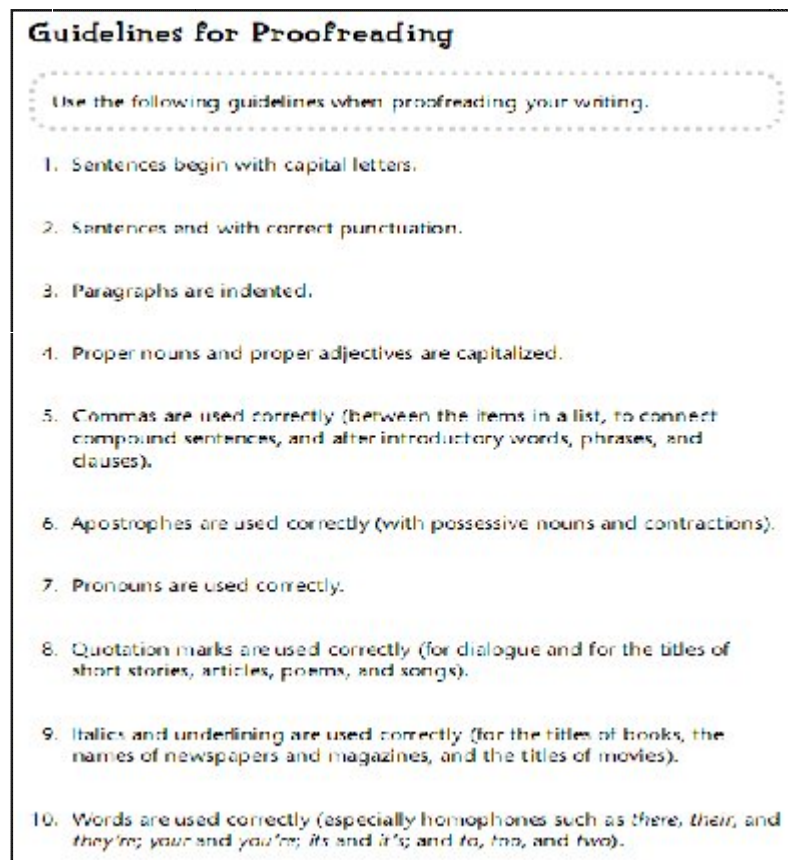 Guidelines for Proofreading
Use the following guidelines when proofreading your writing.
1. Sentences begin with capital letters.
2. Sentences end with correct punctuation.
3. Paragraphs are indented.
4. Proper nouns and proper adjectives are capitalized.
5. Commas are used correctly (between the items in a list, to connect
compound sentences, and after introductory words, phrases, and
clauses).
6. Apostrophes are used correctly (with possessive nouns and contractions).
7. Pronouns are used correctly.
8. Quotation marks are used correctly (for dialogue and for the titles of
short stories, articles, poems, and songs).
9. Italics and underlining are used correctly (for the titles of books, the
names of newspapers and magazines, and the titles of movies).
10. Words are used correctly (especially homophones such as there, their, and
they're; your and you're; its and it's; and to, too, and two).